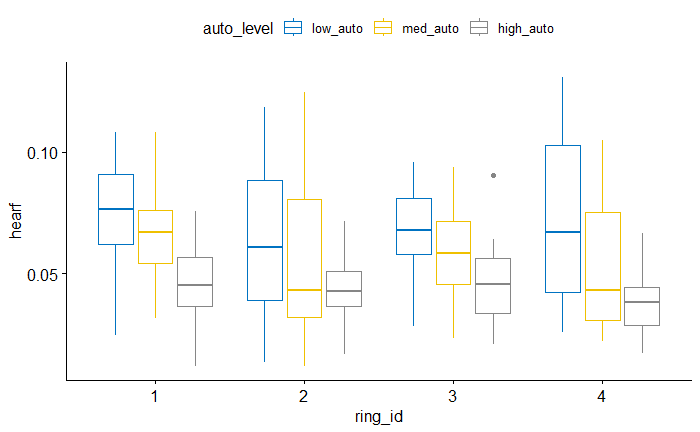 auto_level low_auto med_auto high_auto
0.10
hearf
0.05
1 2 3 4
ring_id